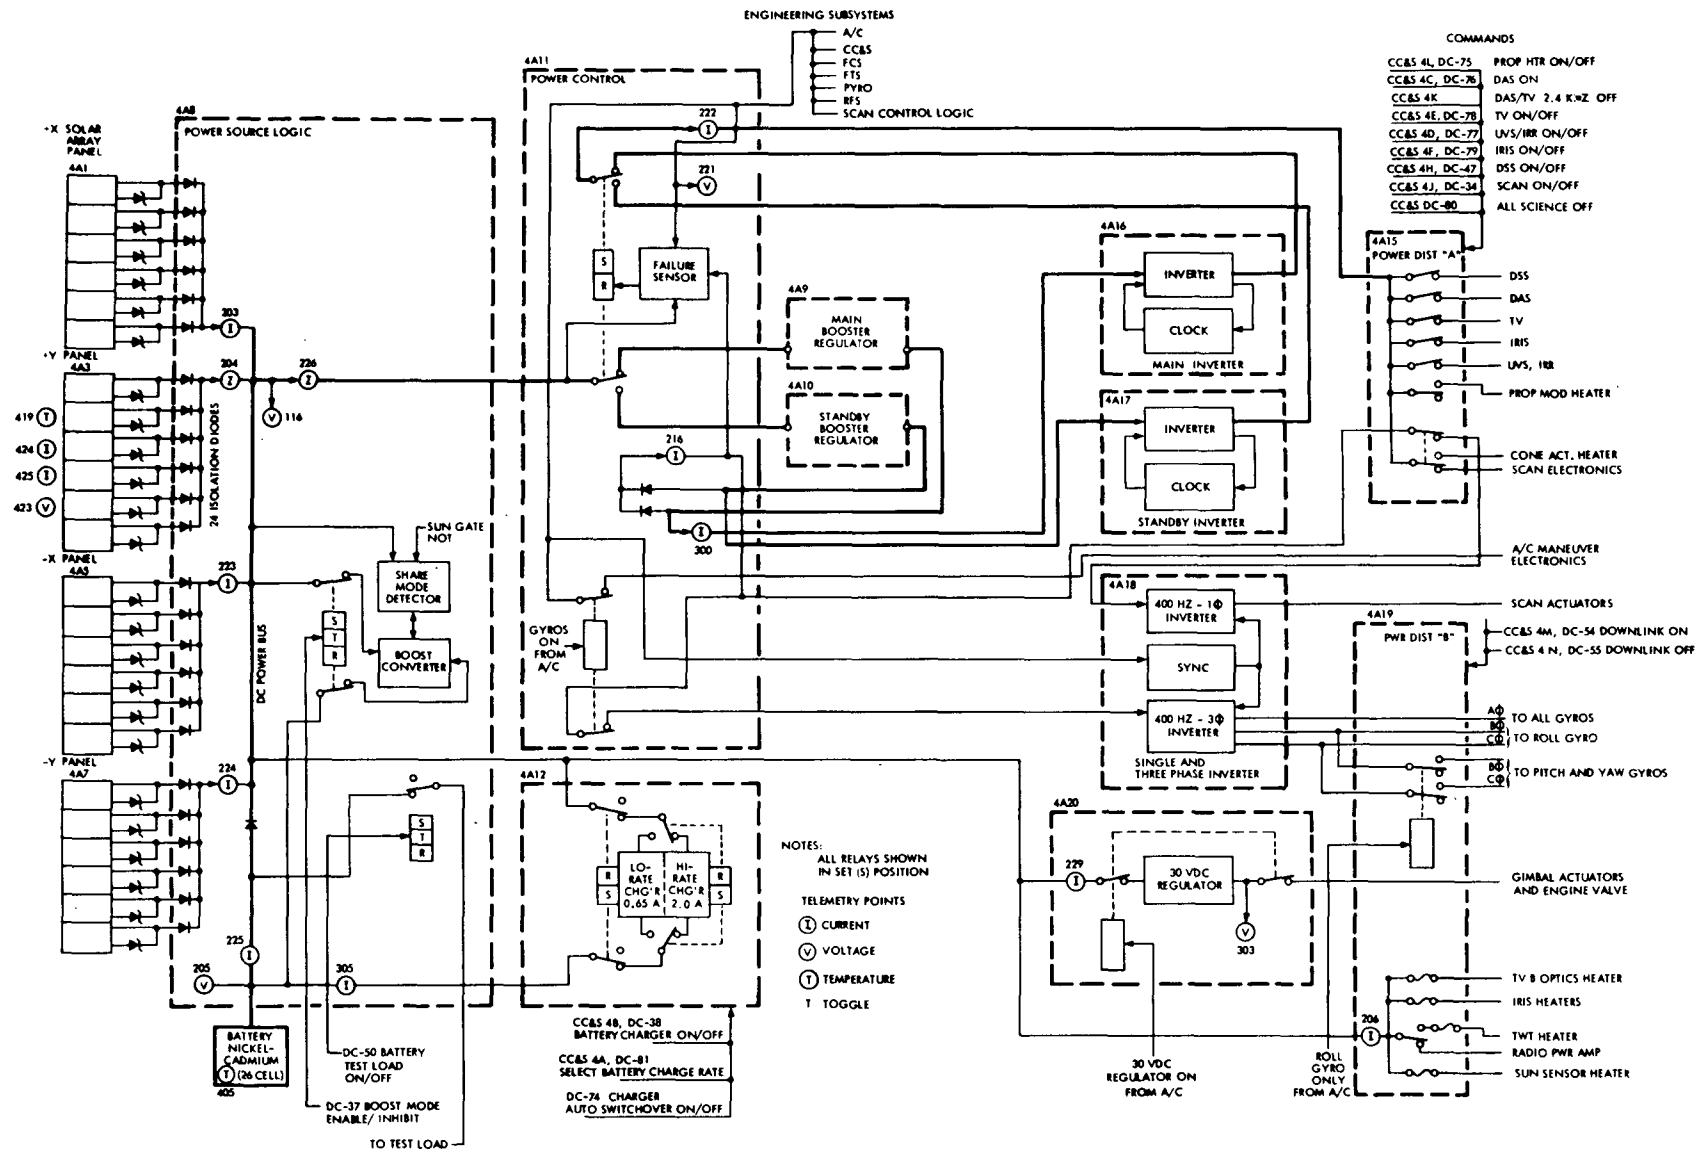 ENGINEERING SUBSYSTEMS
A/C
CC&S
FCS
FTS
PYRO
RFS
SCAN CONTROL LOGIC
COMMANDS
CC&S 4L, DC-75 PROP HTR ON/OFF
CC&S 4C, DC-76 DAS ON
CC&S 4K DAS/TV 2.4 KHZ OFF
CC&S 4E, DC-78 TV ON/OFF
CC&S 4D, DC-77 UVS/IRR ON/OFF
CC&S 4F, DC-79 IRIS ON/OFF
CC&S 4H, DC-47 DSS ON/OFF
CC&S 4J, DC-34 SCAN ON/OFF
CC&S DC-80 ALL SCIENCE OFF
+X SOLAR
ARRAY
PANEL
4A1
4A8
POWER SOURCE LOGIC
203
+Y PANEL
4A3
204
226
I
I
I
V 116
419 T
424 I
425 I
423 V
24 ISOLATION DIODES
SUN GATE
NOT
-X PANEL
4A5
223
I
SHARE
MODE
DETECTOR
S
T
R
BOOST
CONVERTER
DC POWER BUS
-Y PANEL
4A7
224
I
S
T
R
225
I
205
V
305
I
BATTERY
NICKEL-
CADMIUM
T (26 CELL)
405
DC-50 BATTERY
TEST LOAD
ON/OFF
DC-37 BOOST MODE
ENABLE/ INHIBIT
TO TEST LOAD
4A11
POWER CONTROL
222
I
221
V
S
R
FAILURE
SENSOR
216
I
I
300
GYROS
ON
FROM
A/C
4A9
MAIN
BOOSTER
REGULATOR
4A10
STANDBY
BOOSTER
REGULATOR
4A12
R
S
LO-
RATE
CHG'R
0.65 A
HI-
RATE
CHG'R
2.0 A
R
S
CC&S 4B, DC-38
BATTERY CHARGER ON/OFF
CC&S 4A, DC-81
SELECT BATTERY CHARGE RATE
DC-74 CHARGER
AUTO SWITCHOVER ON/OFF
NOTES:
ALL RELAYS SHOWN
IN SET (S) POSITION
TELEMETRY POINTS
I CURRENT
V VOLTAGE
T TEMPERATURE
T TOGGLE
4A16
INVERTER
CLOCK
MAIN INVERTER
4A17
INVERTER
CLOCK
STANDBY INVERTER
4A18
400 HZ - 1Φ
INVERTER
SYNC
400 HZ - 3Φ
INVERTER
SINGLE AND
THREE PHASE INVERTER
4A20
229
I
30 VDC
REGULATOR
V
303
30 VDC
REGULATOR ON
FROM A/C
4A15
POWER DIST "A"
DSS
DAS
TV
IRIS
UVS, IRR
PROP MOD HEATER
CONE ACT. HEATER
SCAN ELECTRONICS
A/C MANEUVER
ELECTRONICS
SCAN ACTUATORS
4A19
PWR DIST "B"
CC&S 4M, DC-54 DOWNLINK ON
CC&S 4 N, DC-55 DOWNLINK OFF
AΦ TO ALL GYROS
BΦ
CΦ TO ROLL GYRO
BΦ
CΦ TO PITCH AND YAW GYROS
GIMBAL ACTUATORS
AND ENGINE VALVE
206
I
TV B OPTICS HEATER
IRIS HEATERS
TWT HEATER
RADIO PWR AMP
SUN SENSOR HEATER
ROLL
GYRO
ONLY
FROM A/C